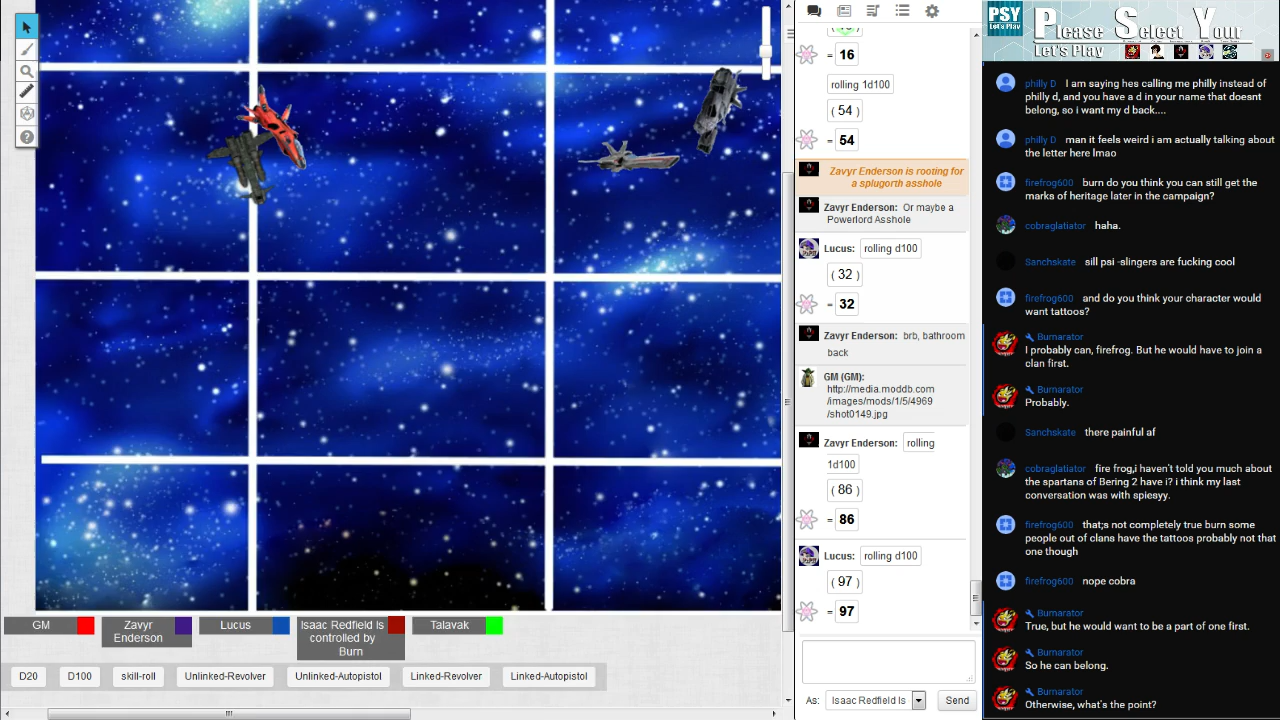 = 16
rolling 1d100
( 54 )
= 54
Zavyr Enderson is rooting for
a splugorth asshole
Zavyr Enderson: Or maybe a
Powerlord Asshole
Lucus: rolling d100
( 32 )
= 32
Zavyr Enderson: brb, bathroom
back
GM (GM):
http://media.moddb.com
/images/mods/1/5/4969
/shot0149.jpg
Zavyr Enderson: rolling
1d100
( 86 )
= 86
Lucus: rolling d100
( 97 )
= 97
As: Isaac Redfield Is
Send
GM
Zavyr
Enderson
Lucus
Isaac Redfield Is
controlled by
Burn
Talavak
D20
D100
skill-roll
Unlinked-Revolver
Unlinked-Autopistol
Linked-Revolver
Linked-Autopistol
PSY
Let's Play
Please Select Your
Let's Play
philly D I am saying hes calling me philly instead of
philly d, and you have a d in your name that doesnt
belong, so i want my d back....
philly D man it feels weird i am actually talking about
the letter here lmao
firefrog600 burn do you think you can still get the
marks of heritage later in the campaign?
cobraglatiator haha.
Sanchskate sill psi -slingers are fucking cool
firefrog600 and do you think your character would
want tattoos?
Burnarator
I probably can, firefrog. But he would have to join a
clan first.
Burnarator
Probably.
Sanchskate there painful af
cobraglatiator fire frog,i haven't told you much about
the spartans of Bering 2 have i? i think my last
conversation was with spiesyy.
firefrog600 that;s not completely true burn some
people out of clans have the tattoos probably not that
one though
firefrog600 nope cobra
Burnarator
True, but he would want to be a part of one first.
Burnarator
So he can belong.
Burnarator
Otherwise, what's the point?